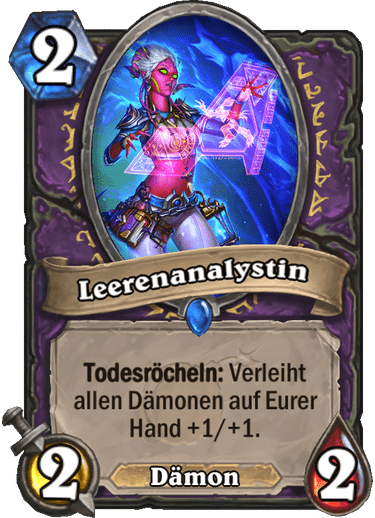 2
Leerenanalystin
Todesröcheln: Verleiht
allen Dämonen auf Eurer
Hand +1/+1.
2
Dämon
2